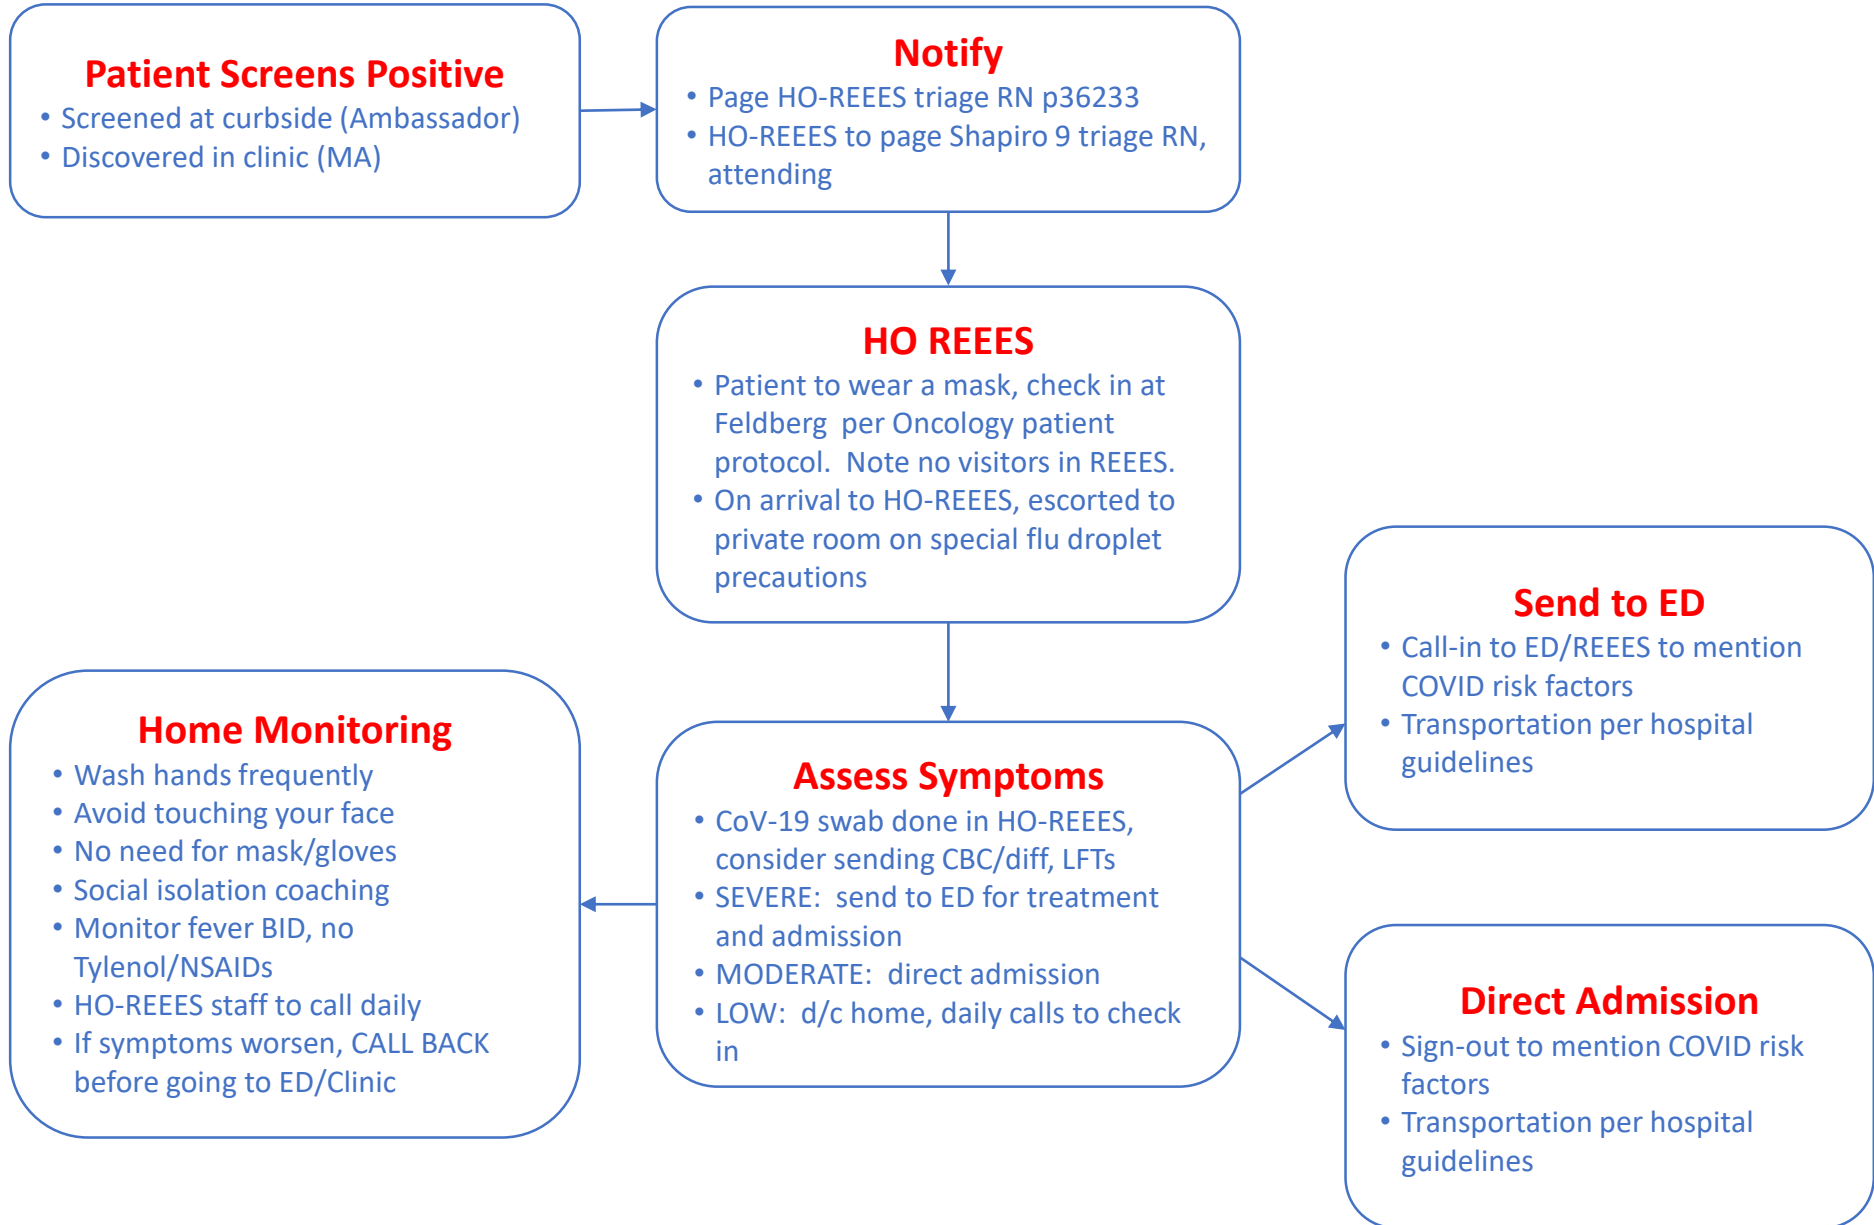 Patient Screens Positive
• Screened at curbside (Ambassador)
• Discovered in clinic (MA)
Notify
• Page HO-REEES triage RN p36233
• HO-REEES to page Shapiro 9 triage RN,
attending
HO REEES
• Patient to wear a mask, check in at
Feldberg  per Oncology patient
protocol.  Note no visitors in REEES.
• On arrival to HO-REEES, escorted to
private room on special flu droplet
precautions
Assess Symptoms
• CoV-19 swab done in HO-REEES,
consider sending CBC/diff, LFTs
• SEVERE:  send to ED for treatment
and admission
• MODERATE:  direct admission
• LOW:  d/c home, daily calls to check
in
Home Monitoring
• Wash hands frequently
• Avoid touching your face
• No need for mask/gloves
• Social isolation coaching
• Monitor fever BID, no
Tylenol/NSAIDs
• HO-REEES staff to call daily
• If symptoms worsen, CALL BACK
before going to ED/Clinic
Send to ED
• Call-in to ED/REEES to mention
COVID risk factors
• Transportation per hospital
guidelines
Direct Admission
• Sign-out to mention COVID risk
factors
• Transportation per hospital
guidelines